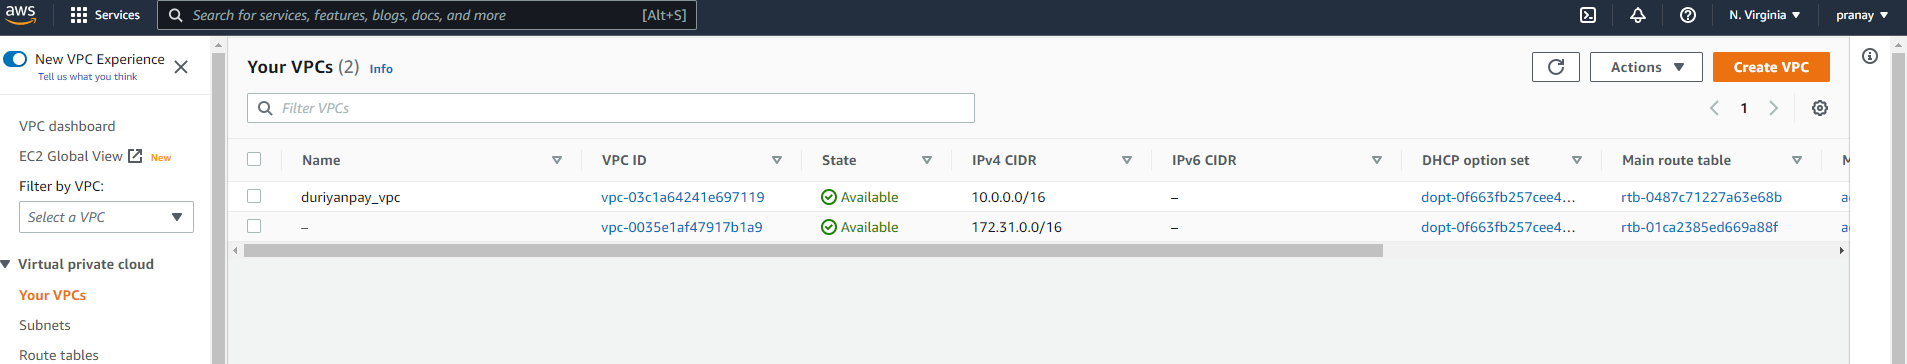 aws Services Search for services, features, blogs, docs, and more [Alt+S] N. Virginia pranay
New VPC Experience
Tell us what you think
VPC dashboard
EC2 Global View New
Filter by VPC:
Select a VPC
Virtual private cloud
Your VPCs
Subnets
Route tables
Your VPCs (2) Info
Actions Create VPC
Filter VPCs
1
Name VPC ID State IPv4 CIDR IPv6 CIDR DHCP option set Main route table M
duriyanpay_vpc vpc-03c1a64241e697119 Available 10.0.0.0/16 – dopt-0f663fb257cee4... rtb-0487c71227a63e68b a
– vpc-0035e1af47917b1a9 Available 172.31.0.0/16 – dopt-0f663fb257cee4... rtb-01ca2385ed669a88f a